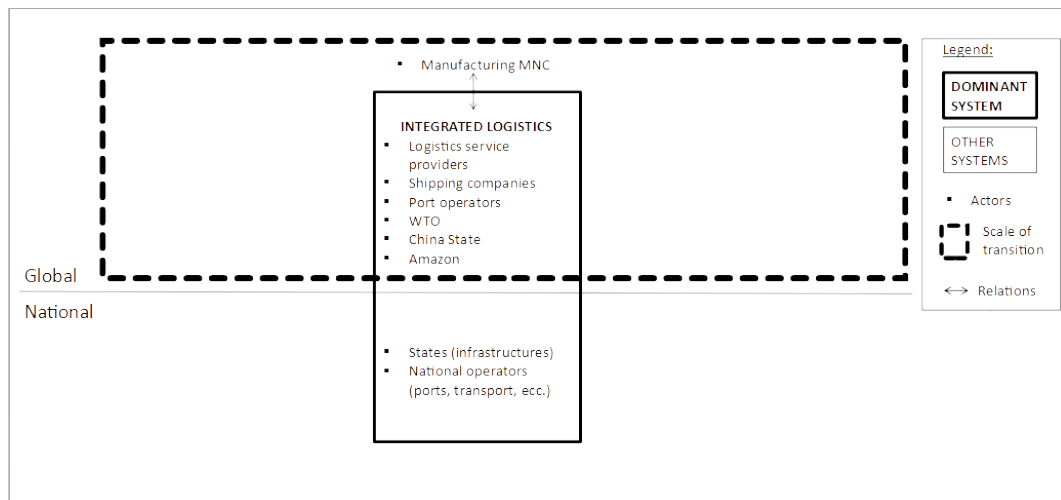 ▪ Manufacturing MNC
INTEGRATED LOGISTICS
▪ Logistics service
providers
▪ Shipping companies
▪ Port operators
▪ WTO
▪ China State
▪ Amazon
Global
National
▪ States (infrastructures)
▪ National operators
(ports, transport, ecc.)
Legend:
DOMINANT
SYSTEM
OTHER
SYSTEMS
▪ Actors
Scale of
transition
Relations